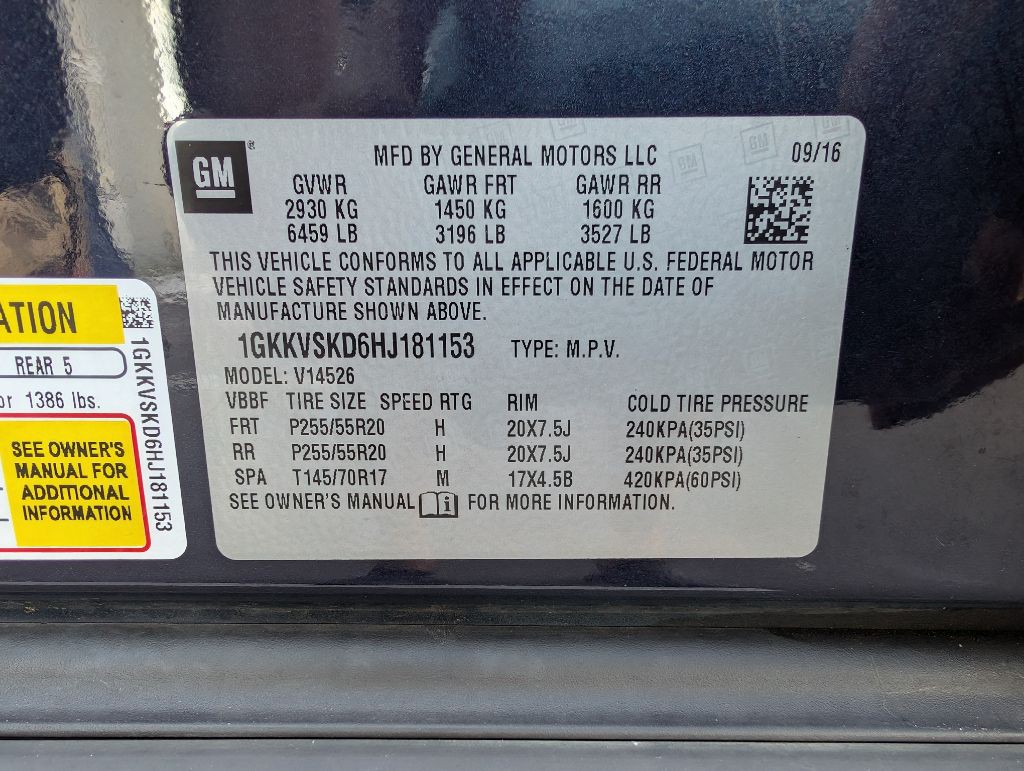 GM®
MFD BY GENERAL MOTORS LLC 09/16
GVWR GAWR FRT GAWR RR
2930 KG 1450 KG 1600 KG
6459 LB 3196 LB 3527 LB
THIS VEHICLE CONFORMS TO ALL APPLICABLE U.S. FEDERAL MOTOR
VEHICLE SAFETY STANDARDS IN EFFECT ON THE DATE OF
MANUFACTURE SHOWN ABOVE.
1GKKVSKD6HJ181153 TYPE: M.P.V.
MODEL: V14526
VBBF TIRE SIZE SPEED RTG RIM COLD TIRE PRESSURE
FRT P255/55R20 H 20X7.5J 240KPA(35PSI)
RR P255/55R20 H 20X7.5J 240KPA(35PSI)
SPA T145/70R17 M 17X4.5B 420KPA(60PSI)
SEE OWNER'S MANUAL i FOR MORE INFORMATION.
ATION
REAR 5
or 1386 lbs.
SEE OWNER'S
MANUAL FOR
ADDITIONAL
INFORMATION
1GKKVSKD6HJ181153